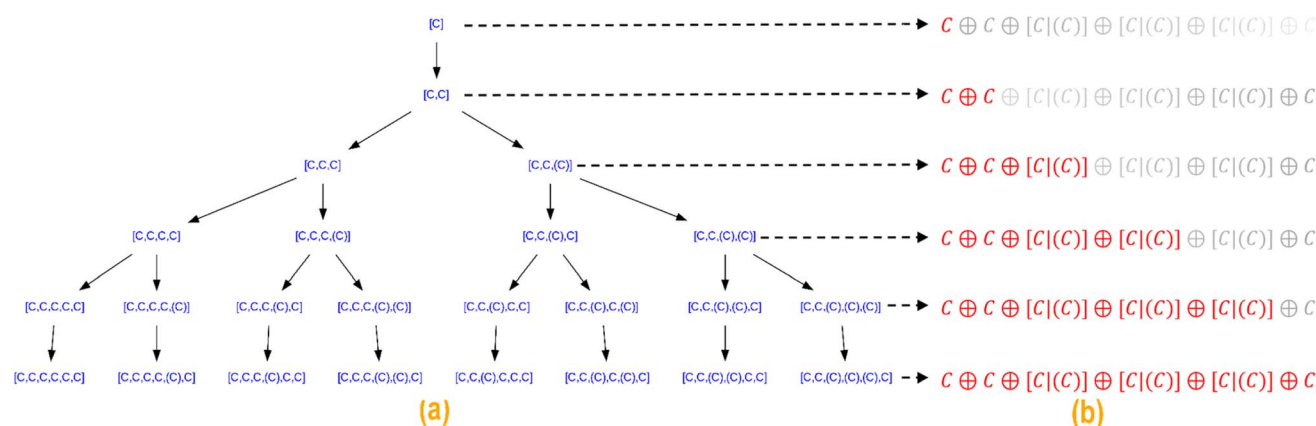 [C] C ⊕ C ⊕ [C|(C)] ⊕ [C|(C)] ⊕ [C|(C)] ⊕ C
[C,C] C ⊕ C ⊕ [C|(C)] ⊕ [C|(C)] ⊕ [C|(C)] ⊕ C
[C,C,C] [C,C,(C)] C ⊕ C ⊕ [C|(C)] ⊕ [C|(C)] ⊕ [C|(C)] ⊕ C
[C,C,C,C] [C,C,C,(C)] [C,C,(C),C] [C,C,(C),(C)] C ⊕ C ⊕ [C|(C)] ⊕ [C|(C)] ⊕ [C|(C)] ⊕ C
[C,C,C,C,C] [C,C,C,C,(C)] [C,C,C,(C),C] [C,C,C,(C),(C)] [C,C,(C),C,C] [C,C,(C),C,(C)] [C,C,(C),(C),C] [C,C,(C),(C),(C)] C ⊕ C ⊕ [C|(C)] ⊕ [C|(C)] ⊕ [C|(C)] ⊕ C
[C,C,C,C,C,C] [C,C,C,C,(C),C] [C,C,C,(C),C,C] [C,C,C,(C),(C),C] [C,C,(C),C,C,C] [C,C,(C),C,(C),C] [C,C,(C),(C),C,C] [C,C,(C),(C),(C),C] C ⊕ C ⊕ [C|(C)] ⊕ [C|(C)] ⊕ [C|(C)] ⊕ C
(a) (b)